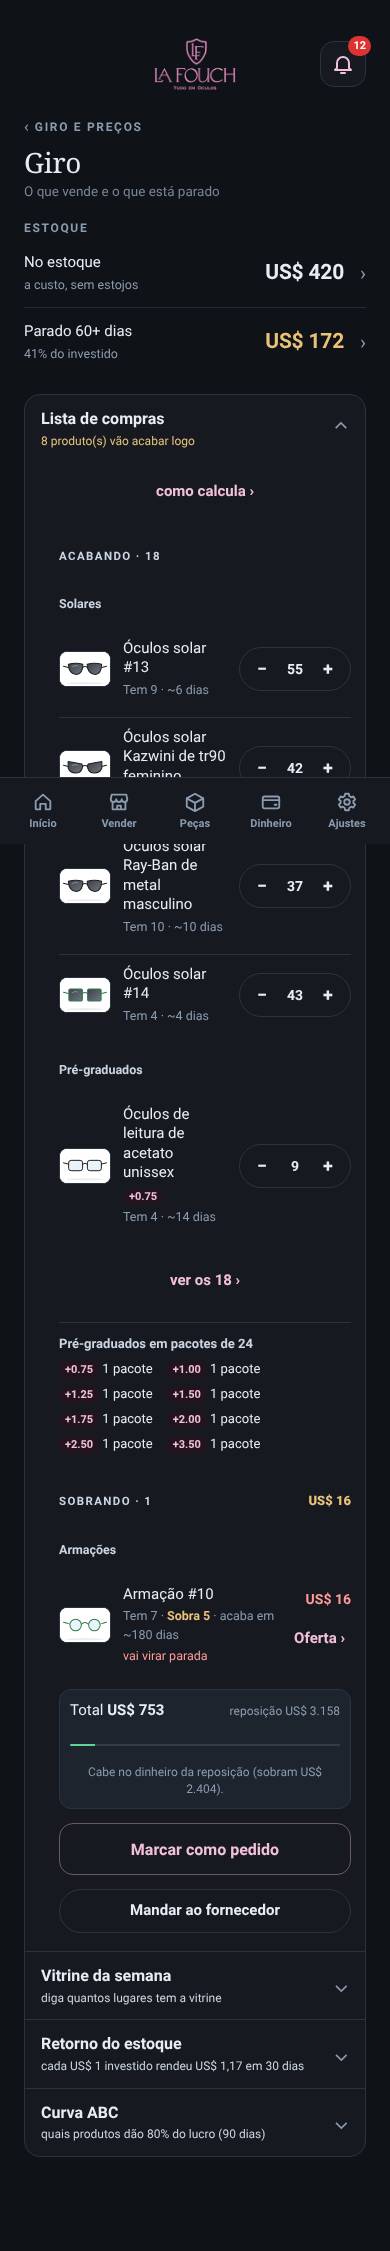 LF
LA FOUCH
TUDO EM ÓCULOS
12
‹ GIRO E PREÇOS
Giro
O que vende e o que está parado
ESTOQUE
No estoque
US$ 420 ›
a custo, sem estojos
Parado 60+ dias
US$ 172 ›
41% do investido
Lista de compras
8 produto(s) vão acabar logo
como calcula ›
ACABANDO · 18
Solares
Óculos solar
#13
Tem 9 · ~6 dias
− 55 +
Óculos solar
Kazwini de tr90
feminino
− 42 +
Início
Vender
Peças
Dinheiro
Ajustes
Óculos solar
Ray-Ban de
metal
masculino
Tem 10 · ~10 dias
− 37 +
Óculos solar
#14
Tem 4 · ~4 dias
− 43 +
Pré-graduados
Óculos de
leitura de
acetato
unissex
+0.75
Tem 4 · ~14 dias
− 9 +
ver os 18 ›
Pré-graduados em pacotes de 24
+0.75 1 pacote +1.00 1 pacote
+1.25 1 pacote +1.50 1 pacote
+1.75 1 pacote +2.00 1 pacote
+2.50 1 pacote +3.50 1 pacote
SOBRANDO · 1
US$ 16
Armações
Armação #10
US$ 16
Tem 7 · Sobra 5 · acaba em
~180 dias
Oferta ›
vai virar parada
Total US$ 753
reposição US$ 3.158
Cabe no dinheiro da reposição (sobram US$
2.404).
Marcar como pedido
Mandar ao fornecedor
Vitrine da semana
diga quantos lugares tem a vitrine
Retorno do estoque
cada US$ 1 investido rendeu US$ 1,17 em 30 dias
Curva ABC
quais produtos dão 80% do lucro (90 dias)